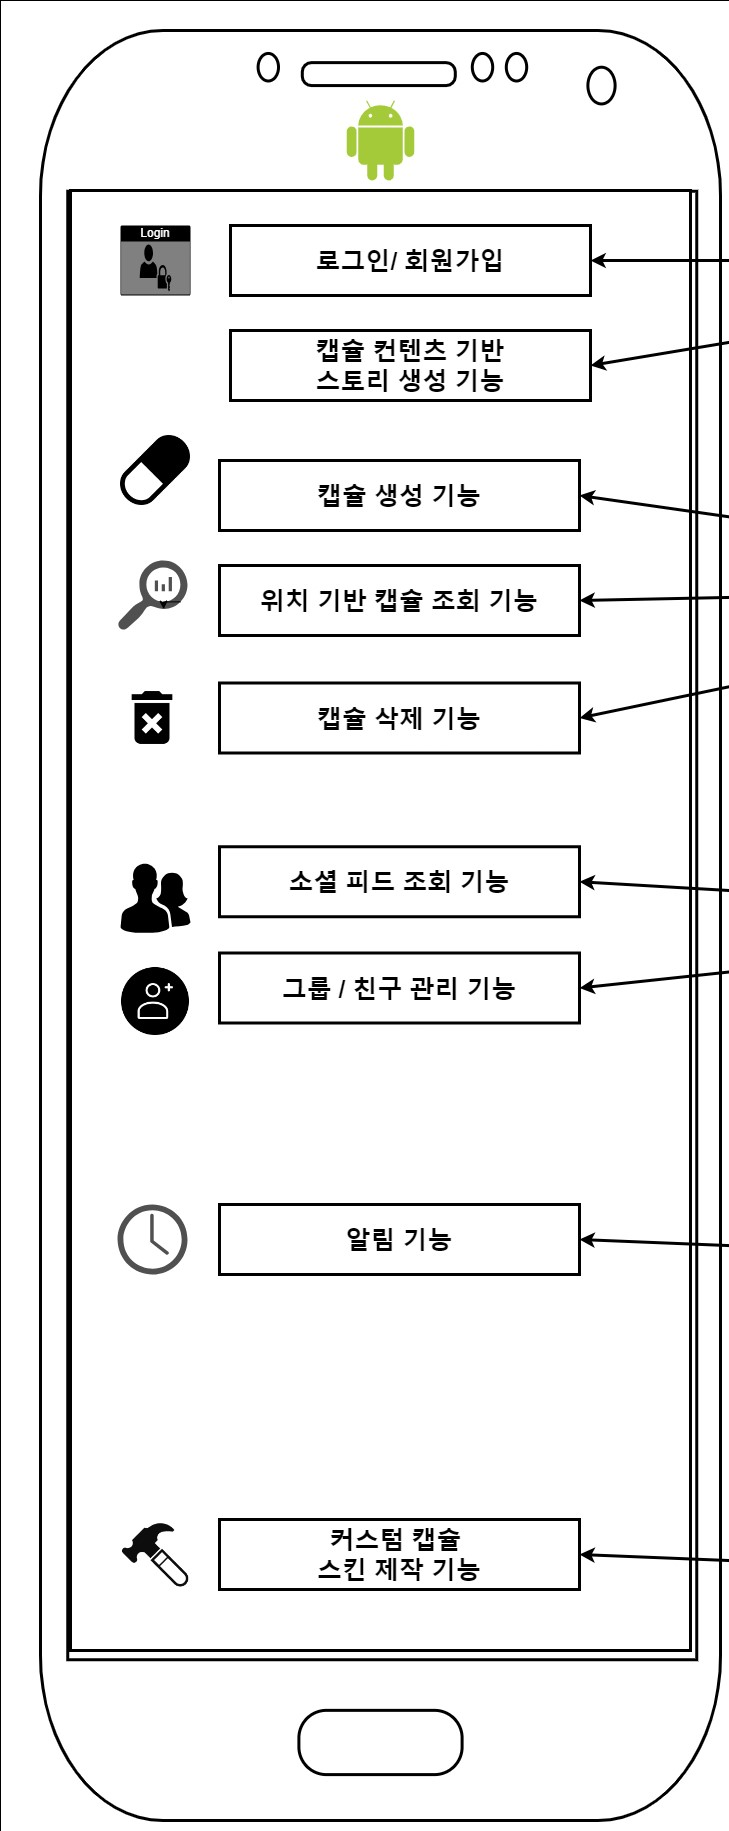 Login
로그인/ 회원가입
캡슐 컨텐츠 기반
스토리 생성 기능
캡슐 생성 기능
위치 기반 캡슐 조회 기능
캡슐 삭제 기능
소셜 피드 조회 기능
그룹 / 친구 관리 기능
알림 기능
커스텀 캡슐
스킨 제작 기능